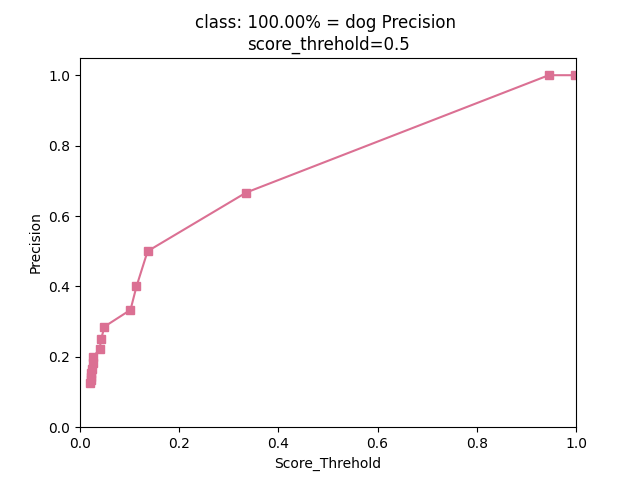 class: 100.00% = dog Precision
score_threhold=0.5
1.0
0.8
0.6
0.4
0.2
0.0
Precision
0.0 0.2 0.4 0.6 0.8 1.0
Score_Threhold